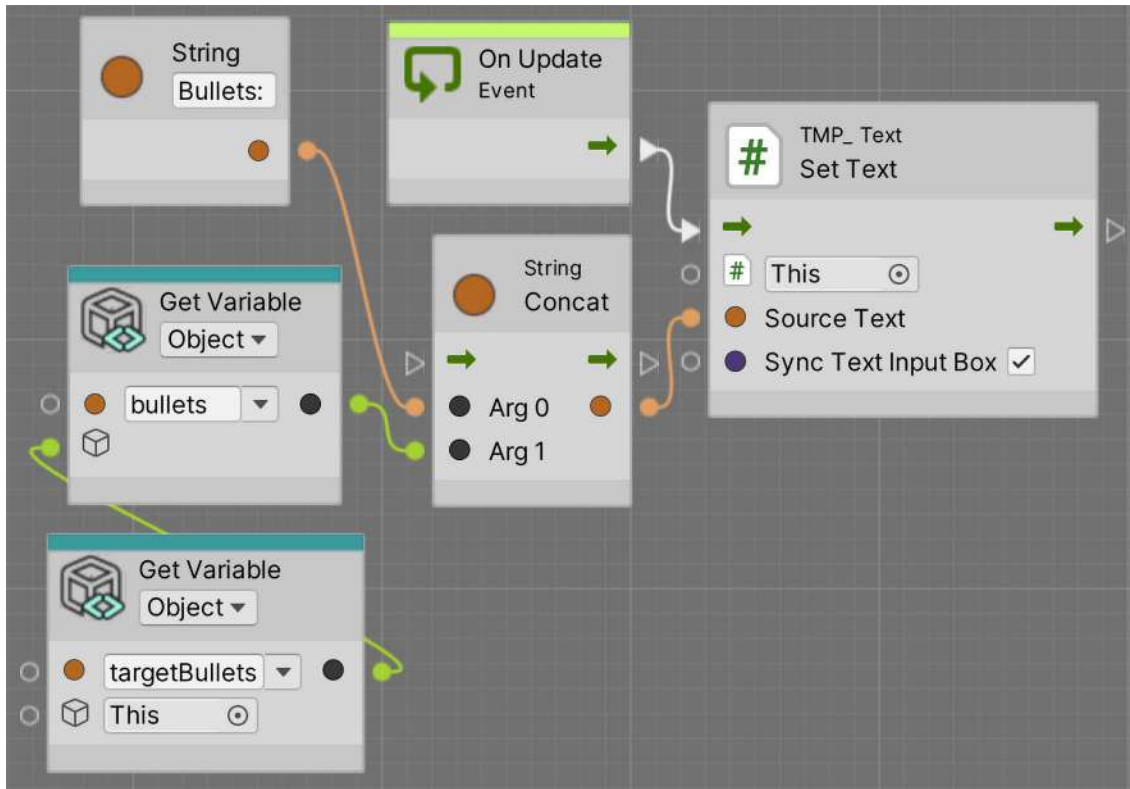 String
Bullets:
On Update
Event
TMP_ Text
Set Text
This
Source Text
Sync Text Input Box
String
Concat
Arg 0
Arg 1
Get Variable
Object
bullets
Get Variable
Object
targetBullets
This